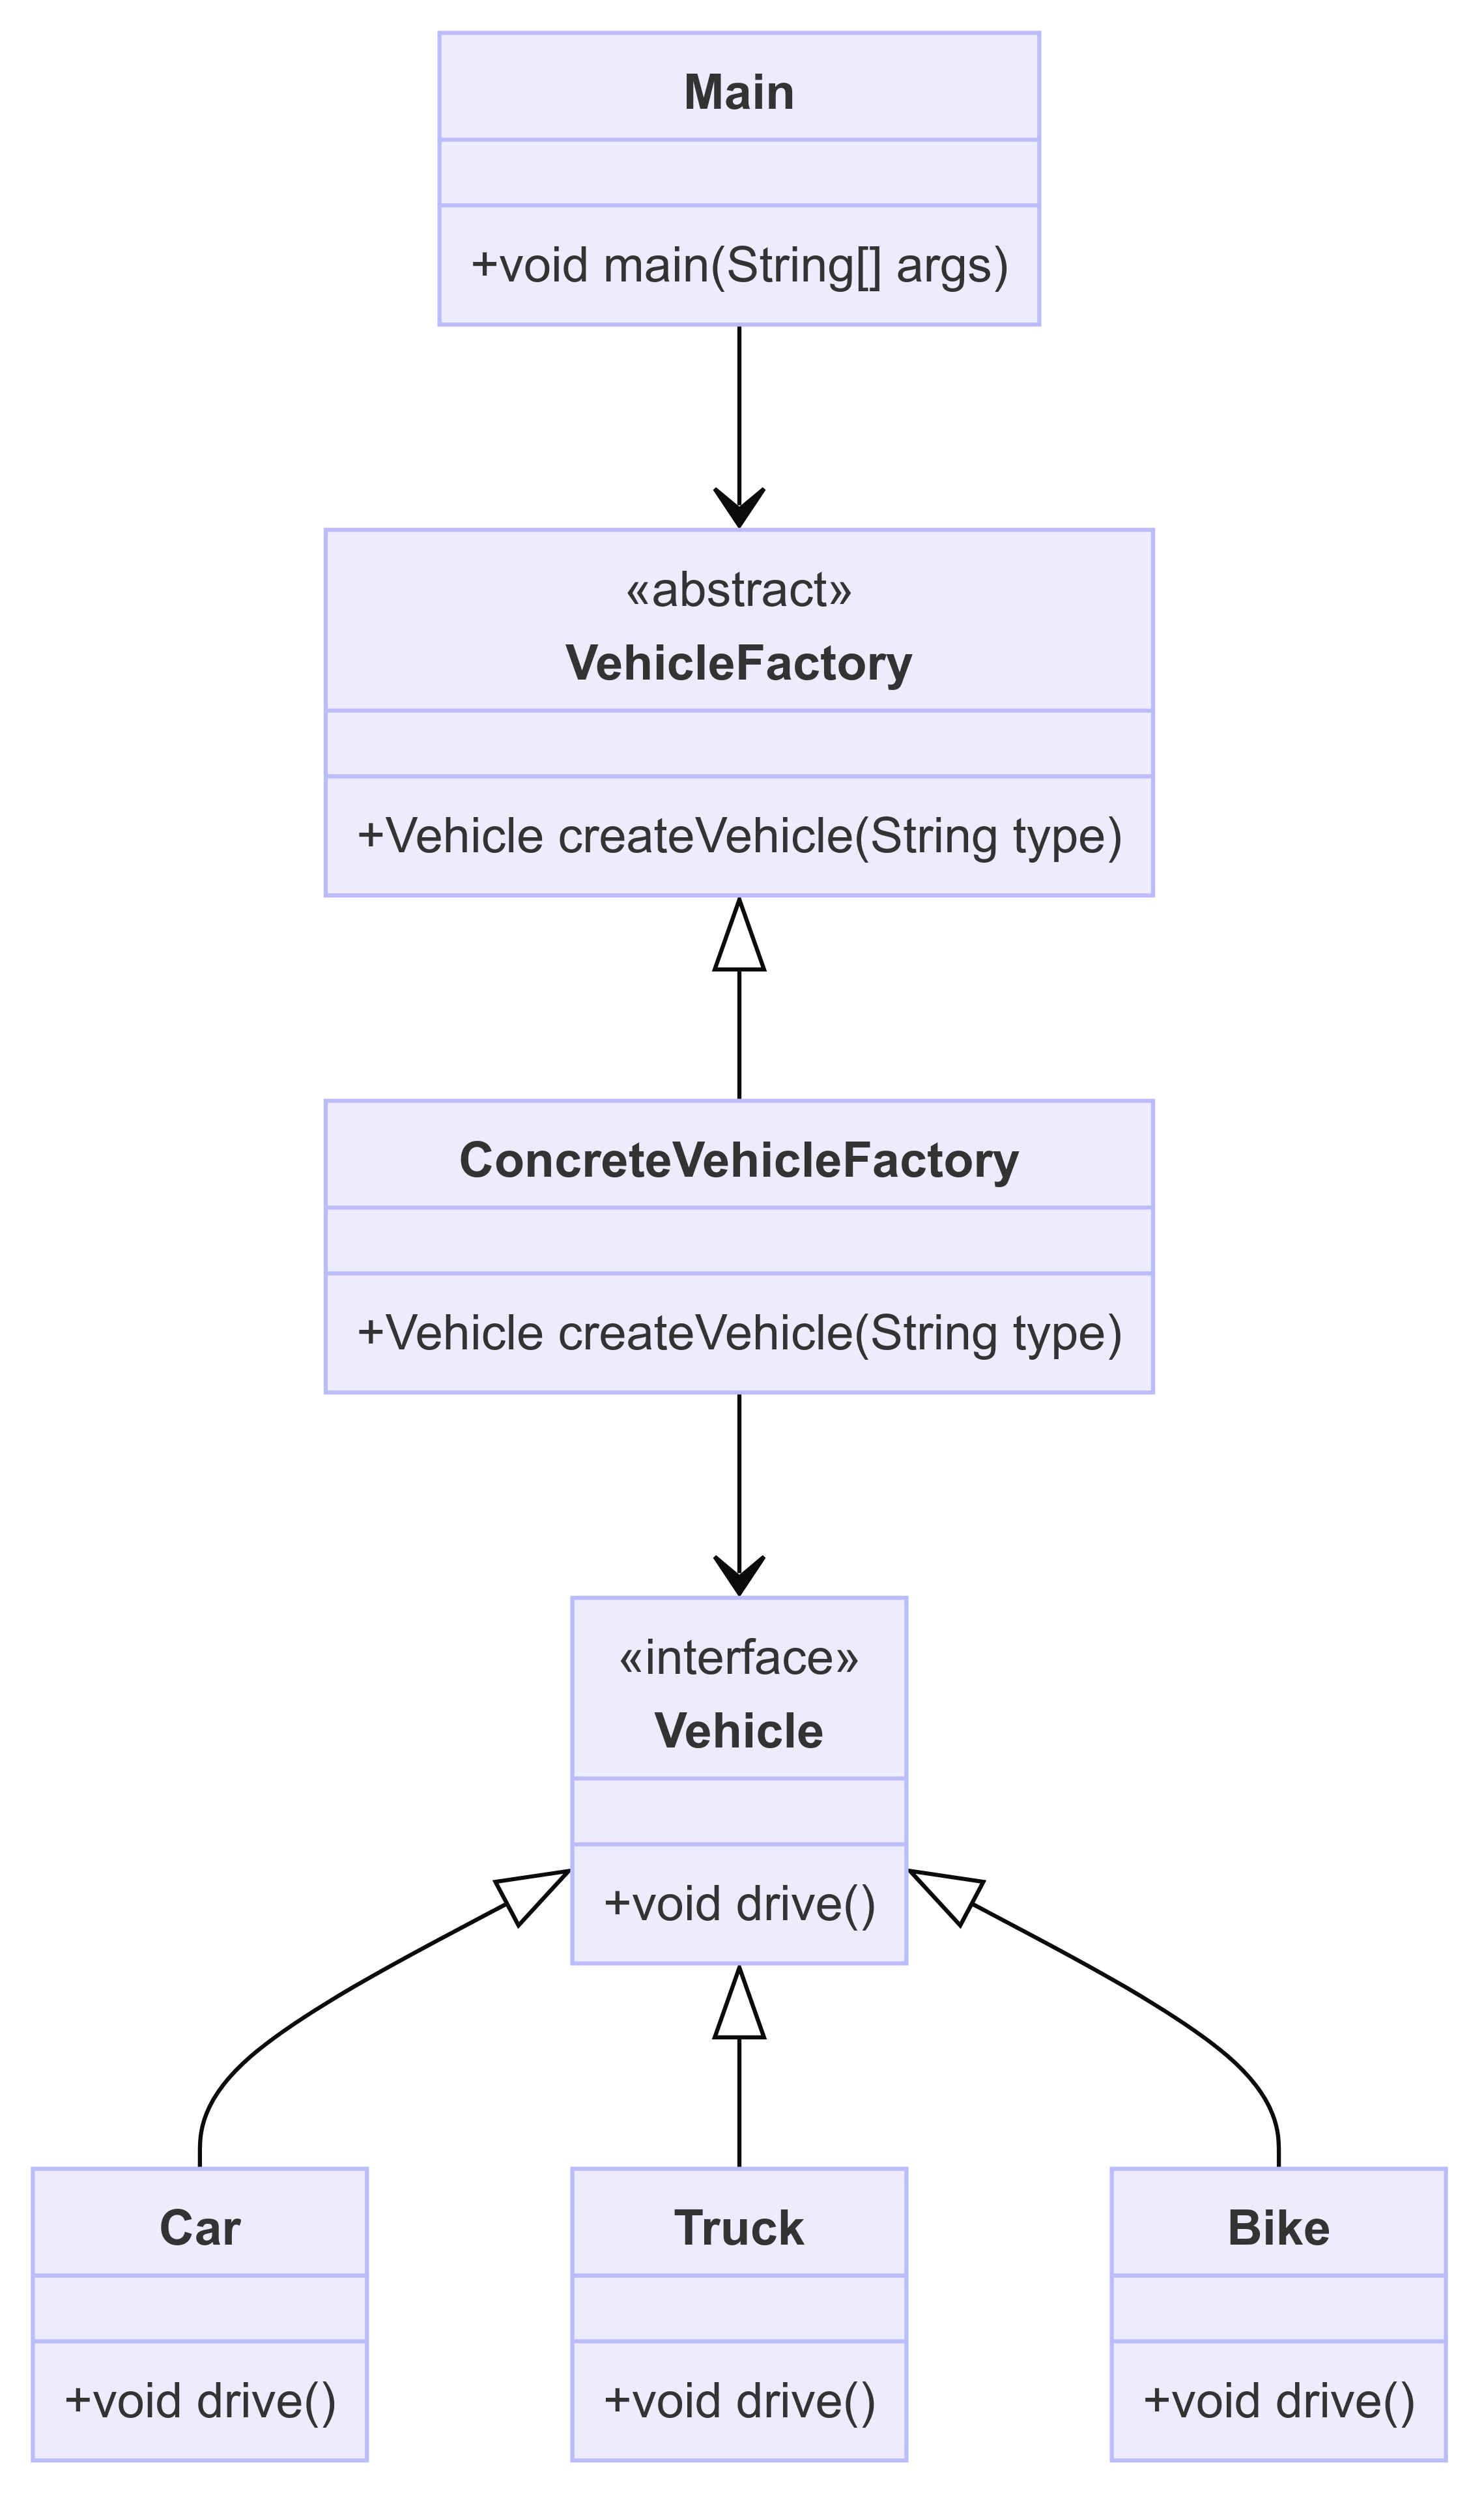 Main
+void main(String[] args)
«abstract»
VehicleFactory
+Vehicle createVehicle(String type)
ConcreteVehicleFactory
+Vehicle createVehicle(String type)
«interface»
Vehicle
+void drive()
Car
+void drive()
Truck
+void drive()
Bike
+void drive()